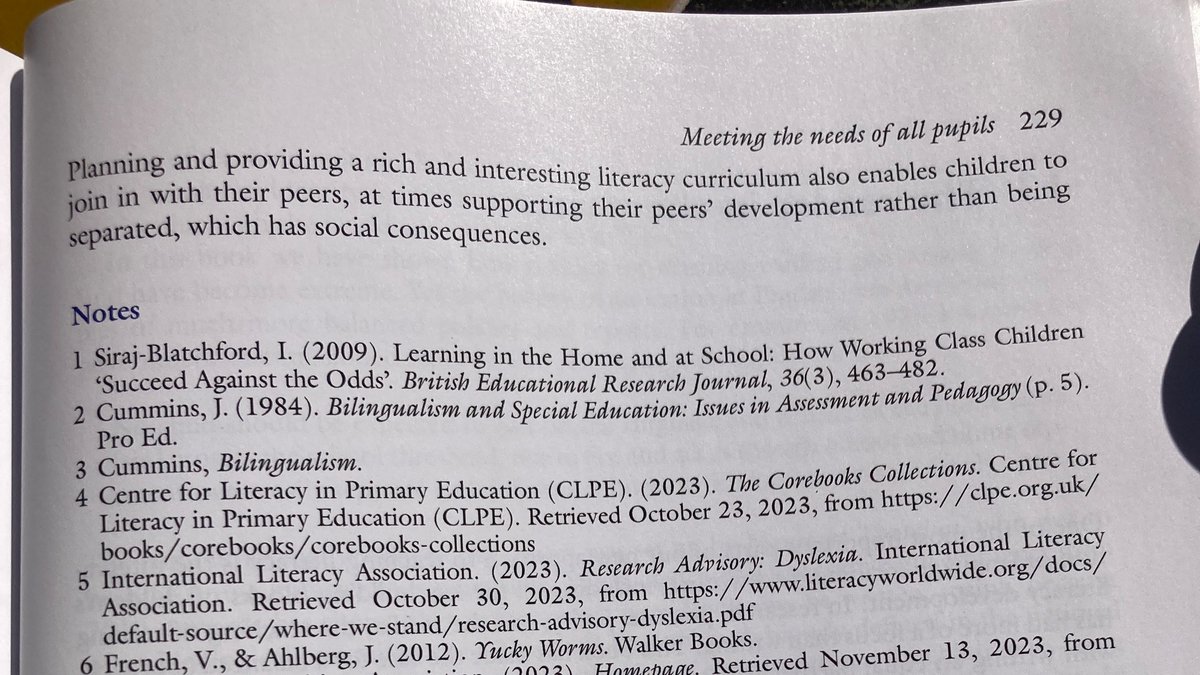 Meeting the needs of all pupils 229
Planning and providing a rich and interesting literacy curriculum also enables children to
join in with their peers, at times supporting their peers' development rather than being
separated, which has social consequences.
Notes
1 Siraj-Blatchford, I. (2009). Learning in the Home and at School: How Working Class Children
'Succeed Against the Odds'. British Educational Research Journal, 36(3), 463–482.
2 Cummins, J. (1984). Bilingualism and Special Education: Issues in Assessment and Pedagogy (p. 5).
Pro Ed.
3 Cummins, Bilingualism.
4 Centre for Literacy in Primary Education (CLPE). (2023). The Corebooks Collections. Centre for
Literacy in Primary Education (CLPE). Retrieved October 23, 2023, from https://clpe.org.uk/
books/corebooks/corebooks-collections
5 International Literacy Association. (2023). Research Advisory: Dyslexia. International Literacy
Association. Retrieved October 30, 2023, from https://www.literacyworldwide.org/docs/
default-source/where-we-stand/research-advisory-dyslexia.pdf
6 French, V., & Ahlberg, J. (2012). Yucky Worms. Walker Books.
(2023). Homepage. Retrieved November 13, 2023, from